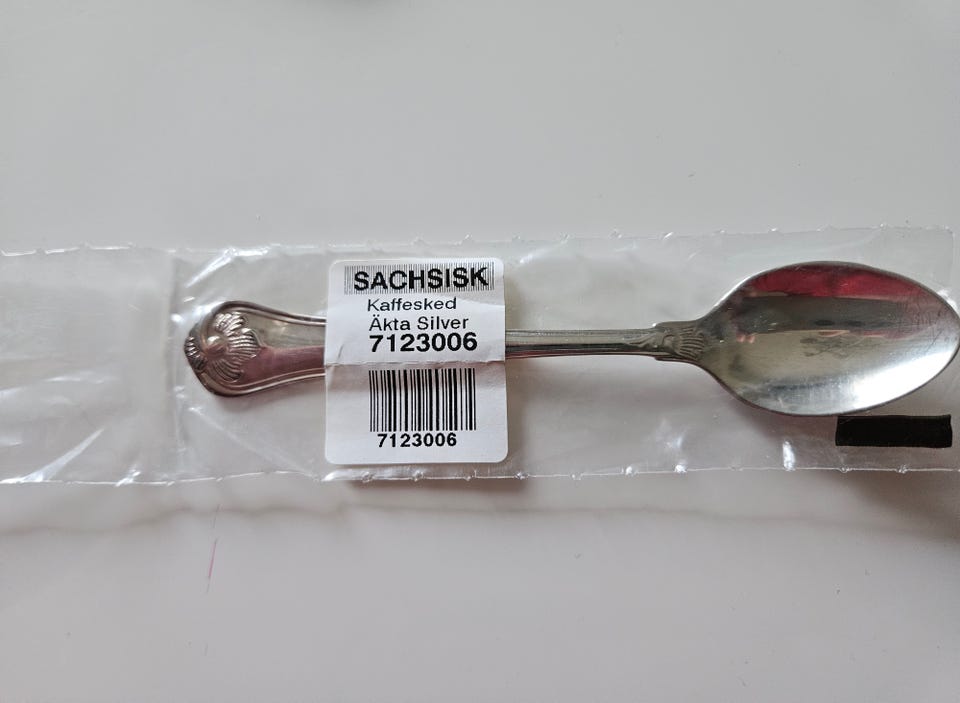 SACHSISK
Kaffesked
Äkta Silver
7123006
7123006